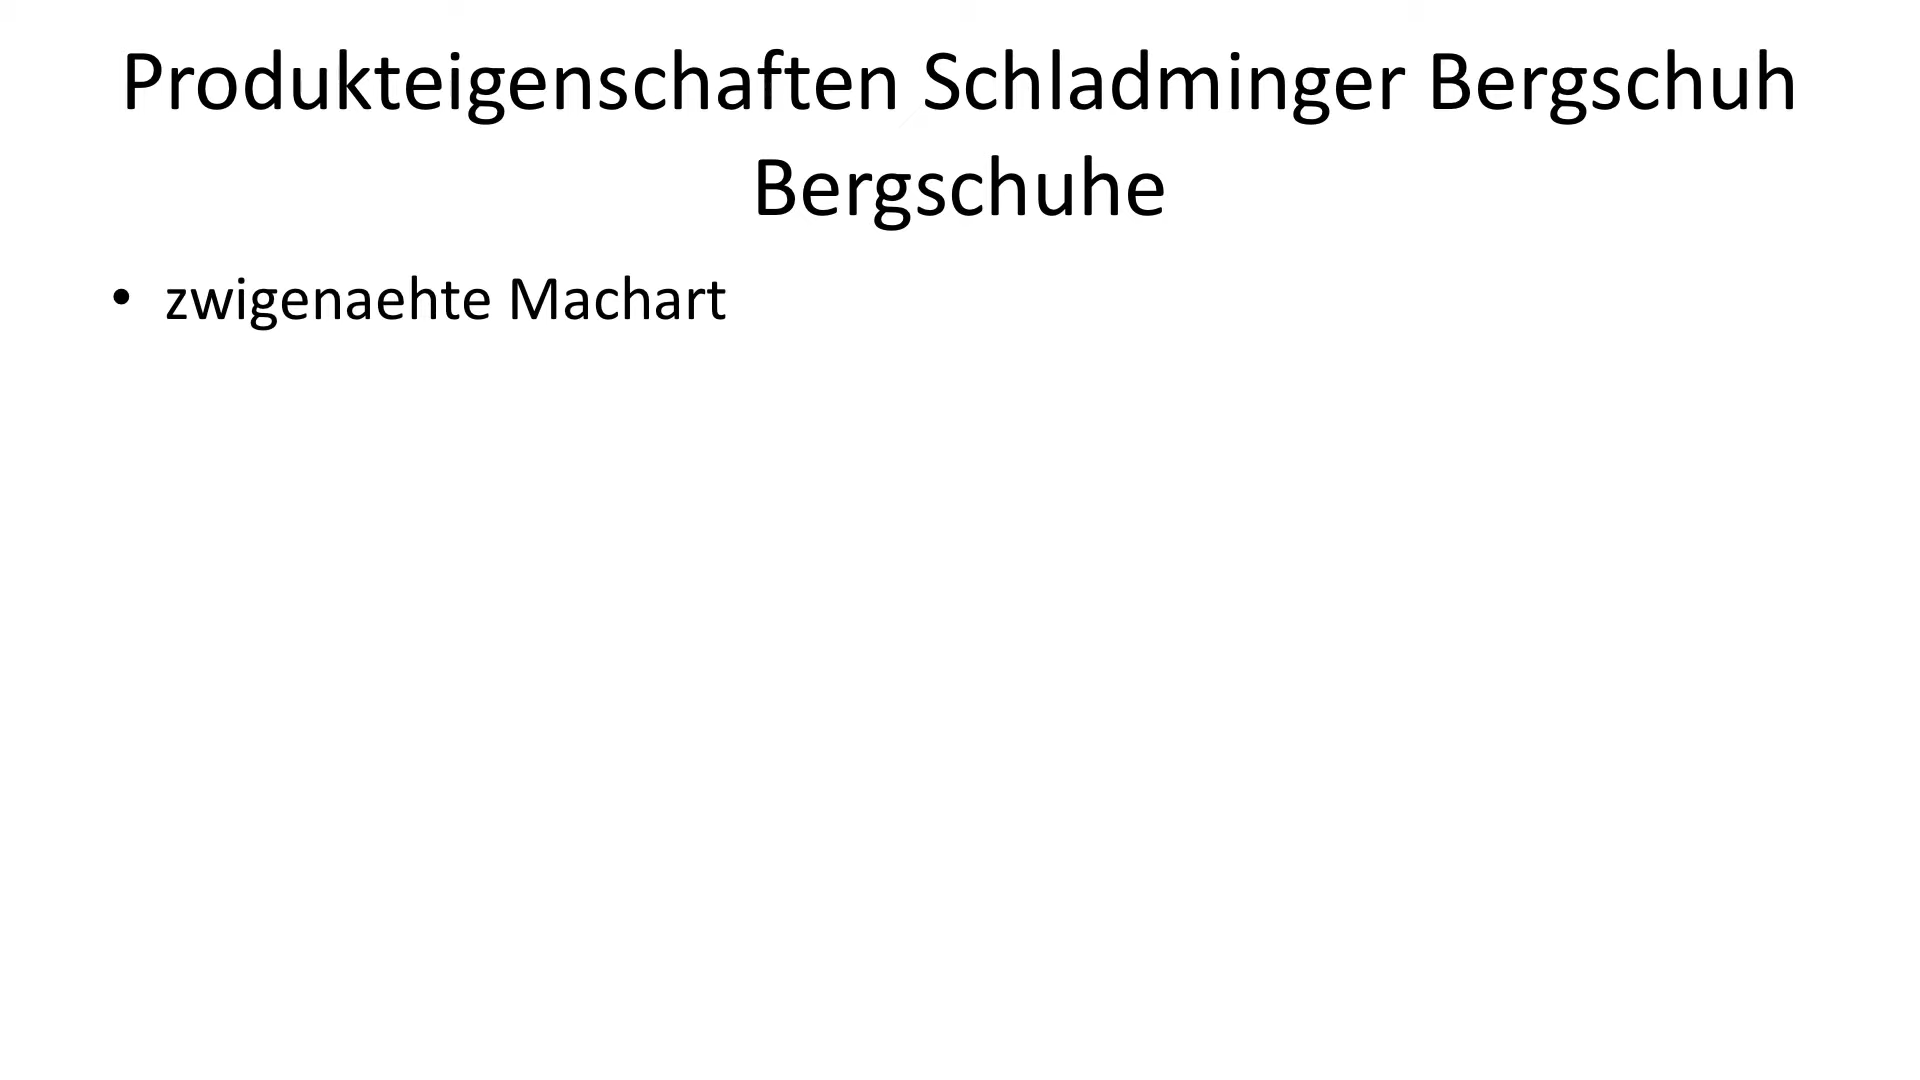 Produkteigenschaften Schladminger Bergschuh
Bergschuhe
• zwigenaehte Machart